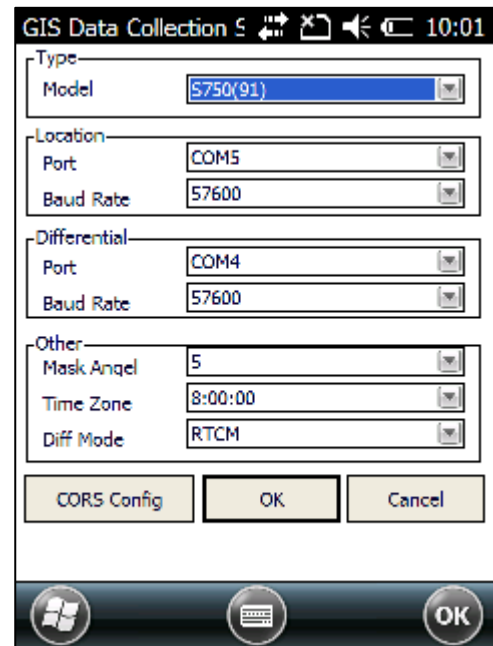 GIS Data Collection S 10:01
Type
Model S750(91)
Location
Port COM5
Baud Rate 57600
Differential
Port COM4
Baud Rate 57600
Other
Mask Angel 5
Time Zone 8:00:00
Diff Mode RTCM
CORS Config OK Cancel
OK